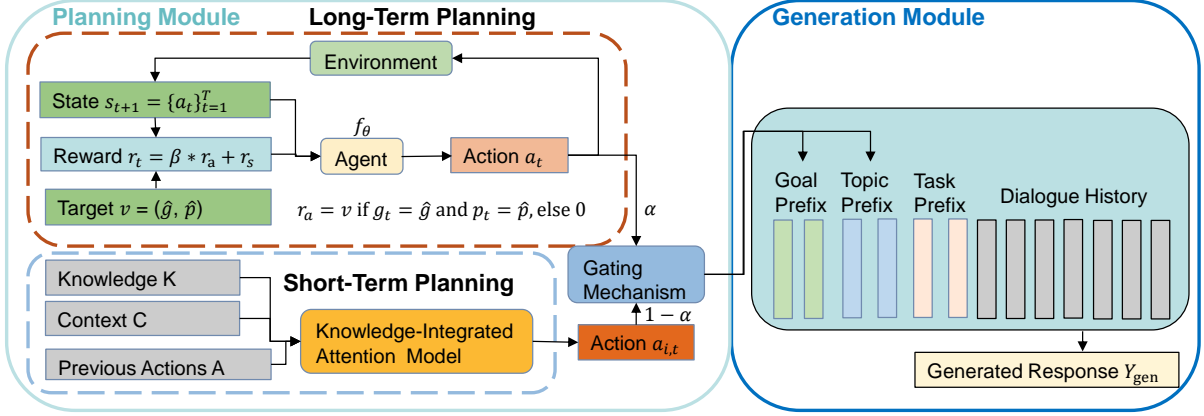 Planning Module
Long-Term Planning
Generation Module
Environment
State $s_{t+1} = \{a_t\}_{t=1}^{T}$
$f_\theta$
Reward $r_t = \beta * r_a + r_s$
Agent
Action $a_t$
Target $v = (\hat{g}, \hat{p})$
$r_a = v$ if $g_t = \hat{g}$ and $p_t = \hat{p}$, else 0
$\alpha$
Goal
Prefix
Topic
Prefix
Task
Prefix
Dialogue History
Knowledge K
Short-Term Planning
Gating
Mechanism
Context C
$1 - \alpha$
Knowledge-Integrated
Attention Model
Action $a_{i,t}$
Previous Actions A
Generated Response $Y_{\text{gen}}$